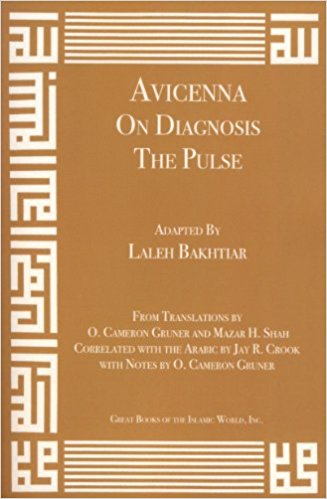 AVICENNA
ON DIAGNOSIS
THE PULSE
ADAPTED BY
LALEH BAKHTIAR
FROM TRANSLATIONS BY
O. CAMERON GRUNER AND MAZAR H. SHAH
CORRELATED WITH THE ARABIC BY JAY R. CROOK
WITH NOTES BY O. CAMERON GRUNER
GREAT BOOKS OF THE ISLAMIC WORLD, INC.